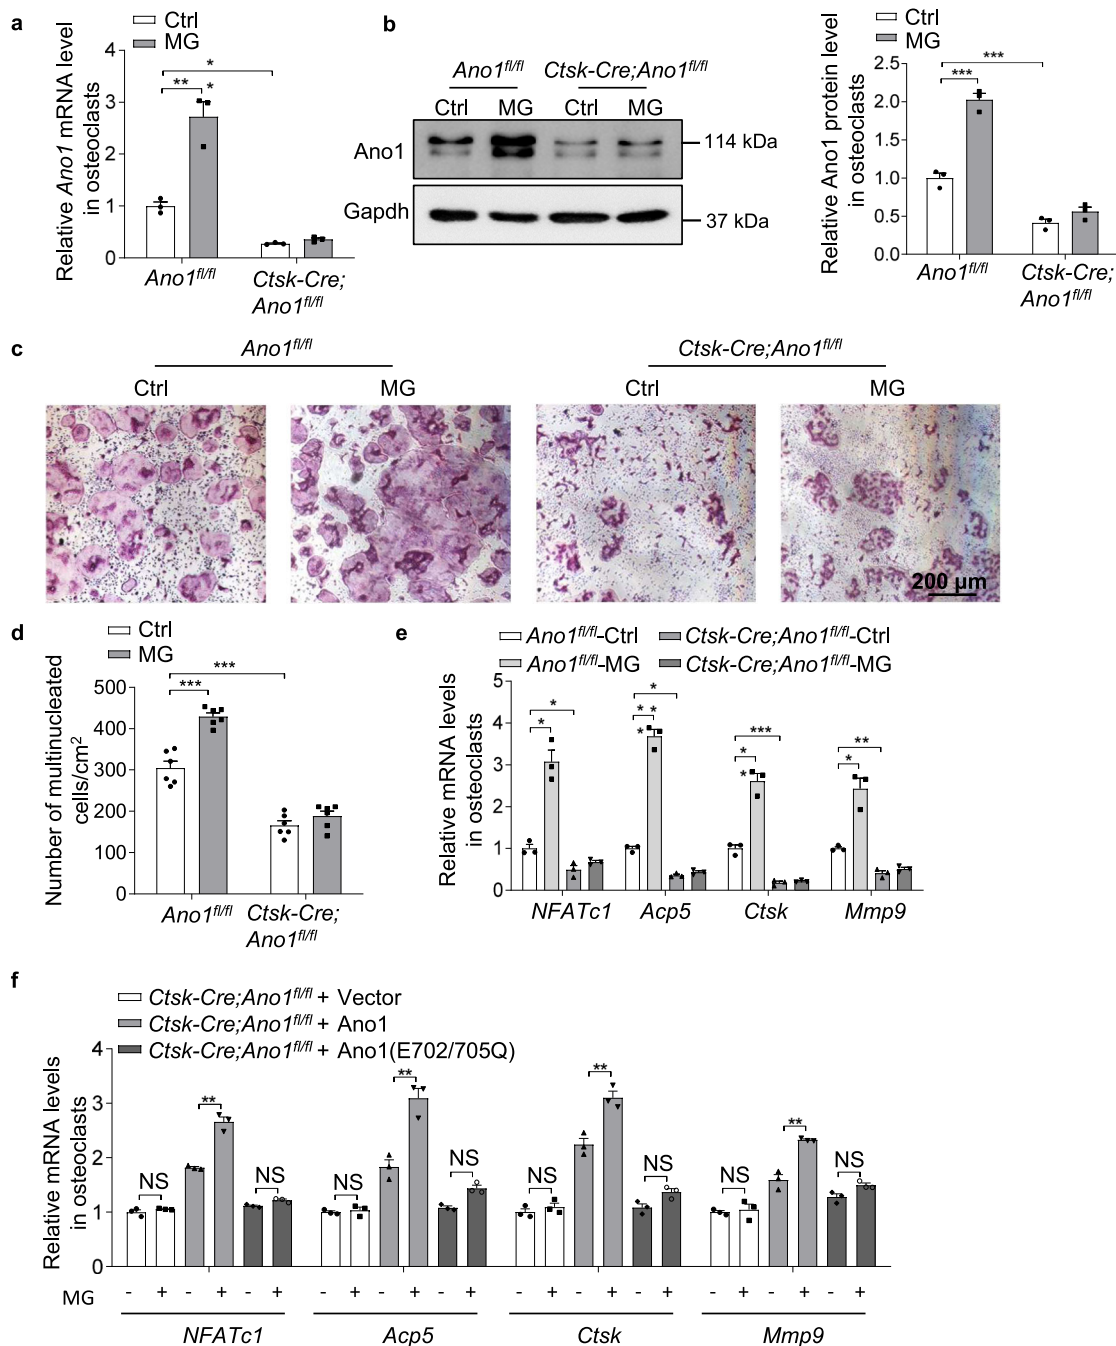 a
Ctrl
MG
Relative Ano1 mRNA level
in osteoclasts
4
3
2
1
0
*
**
*
Ano1fl/fl
Ctsk-Cre;
Ano1fl/fl
b
Ano1fl/fl
Ctsk-Cre;Ano1fl/fl
Ctrl MG Ctrl MG
Ano1
114 kDa
Gapdh
37 kDa
Ctrl
MG
Relative Ano1 protein level
in osteoclasts
2.5
2.0
1.5
1.0
0.5
0.0
***
***
Ano1fl/fl
Ctsk-Cre;
Ano1fl/fl
c
Ano1fl/fl
Ctsk-Cre;Ano1fl/fl
Ctrl MG Ctrl MG
200 μm
d
Ctrl
MG
Number of multinucleated
cells/cm2
500
400
300
200
100
0
***
***
Ano1fl/fl
Ctsk-Cre;
Ano1fl/fl
e
Ano1fl/fl-Ctrl
Ctsk-Cre;Ano1fl/fl-Ctrl
Ano1fl/fl-MG
Ctsk-Cre;Ano1fl/fl-MG
Relative mRNA levels
in osteoclasts
5
4
3
2
1
0
*
*
*
* *
*
***
*
*
**
*
NFATc1 Acp5 Ctsk Mmp9
f
Ctsk-Cre;Ano1fl/fl + Vector
Ctsk-Cre;Ano1fl/fl + Ano1
Ctsk-Cre;Ano1fl/fl + Ano1(E702/705Q)
Relative mRNA levels
in osteoclasts
4
3
2
1
0
NS ** NS
NS ** NS
NS ** NS
NS ** NS
MG - + - + - + - + - + - + - + - + - + - + - + - +
NFATc1 Acp5 Ctsk Mmp9